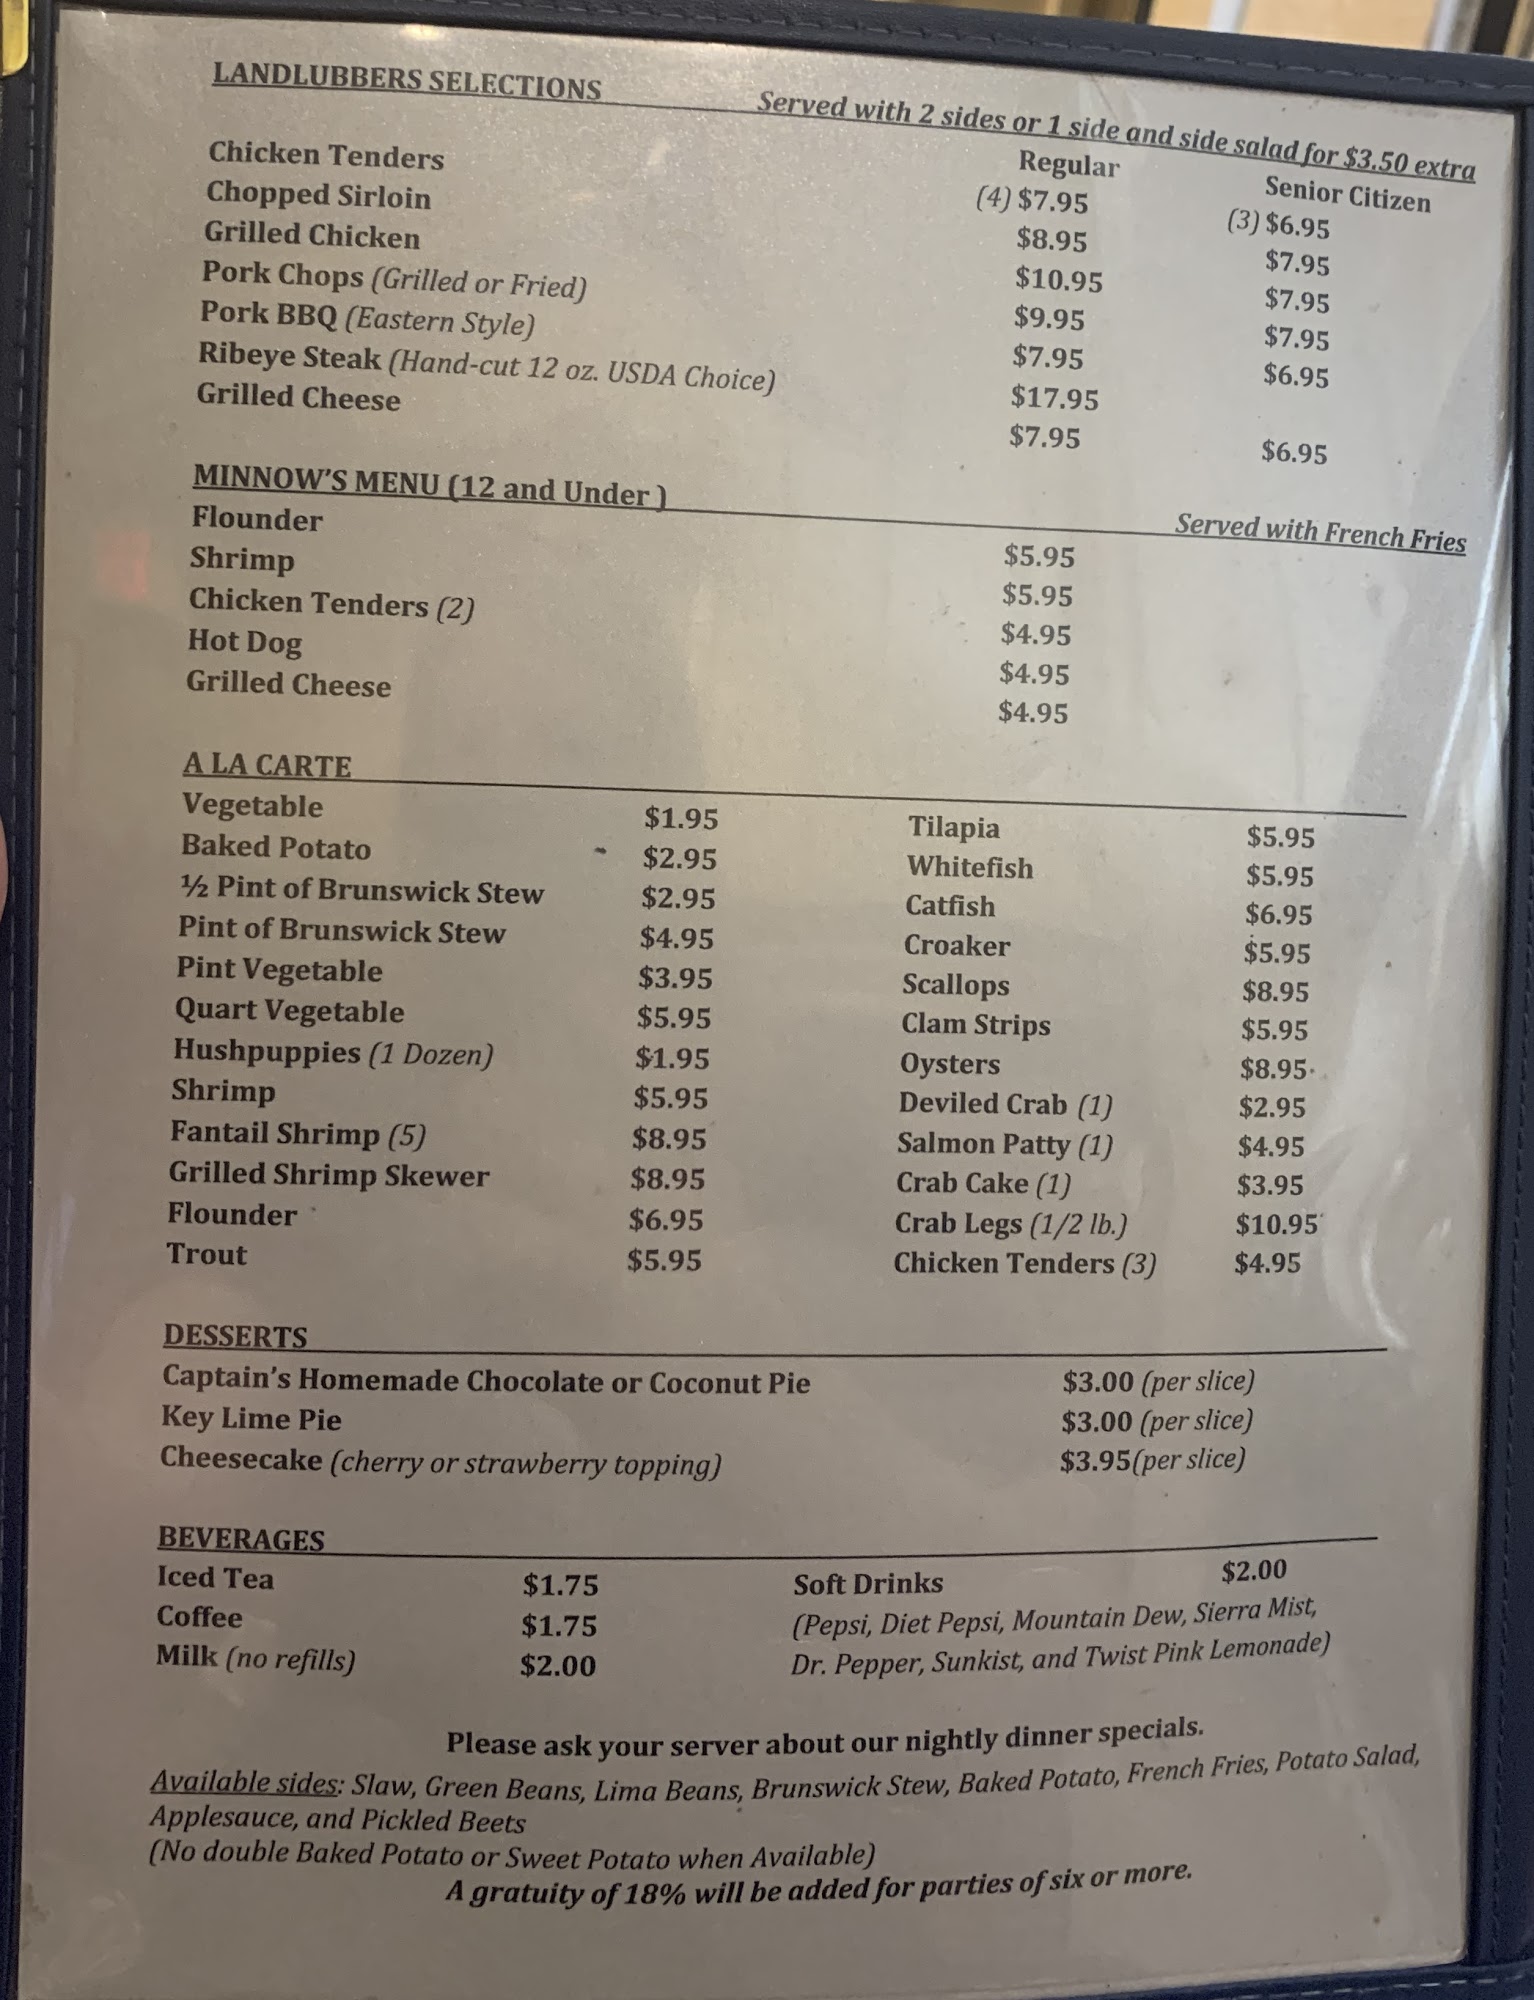 LANDLUBBERS SELECTIONS Served with 2 sides or 1 side and side salad for $3.50 extra
Regular Senior Citizen
Chicken Tenders (4) $7.95 (3) $6.95
Chopped Sirloin $8.95 $7.95
Grilled Chicken $10.95 $7.95
Pork Chops (Grilled or Fried) $9.95 $7.95
Pork BBQ (Eastern Style) $7.95 $6.95
Ribeye Steak (Hand-cut 12 oz. USDA Choice) $17.95
Grilled Cheese $7.95 $6.95
MINNOW'S MENU (12 and Under ) Served with French Fries
Flounder $5.95
Shrimp $5.95
Chicken Tenders (2) $4.95
Hot Dog $4.95
Grilled Cheese $4.95
A LA CARTE
Vegetable $1.95 Tilapia $5.95
Baked Potato $2.95 Whitefish $5.95
½ Pint of Brunswick Stew $2.95 Catfish $6.95
Pint of Brunswick Stew $4.95 Croaker $5.95
Pint Vegetable $3.95 Scallops $8.95
Quart Vegetable $5.95 Clam Strips $5.95
Hushpuppies (1 Dozen) $1.95 Oysters $8.95
Shrimp $5.95 Deviled Crab (1) $2.95
Fantail Shrimp (5) $8.95 Salmon Patty (1) $4.95
Grilled Shrimp Skewer $8.95 Crab Cake (1) $3.95
Flounder $6.95 Crab Legs (1/2 lb.) $10.95
Trout $5.95 Chicken Tenders (3) $4.95
DESSERTS
Captain's Homemade Chocolate or Coconut Pie $3.00 (per slice)
Key Lime Pie $3.00 (per slice)
Cheesecake (cherry or strawberry topping) $3.95(per slice)
BEVERAGES
Iced Tea $1.75 Soft Drinks $2.00
Coffee $1.75 (Pepsi, Diet Pepsi, Mountain Dew, Sierra Mist,
Milk (no refills) $2.00 Dr. Pepper, Sunkist, and Twist Pink Lemonade)
Please ask your server about our nightly dinner specials.
Available sides: Slaw, Green Beans, Lima Beans, Brunswick Stew, Baked Potato, French Fries, Potato Salad,
Applesauce, and Pickled Beets
(No double Baked Potato or Sweet Potato when Available)
A gratuity of 18% will be added for parties of six or more.